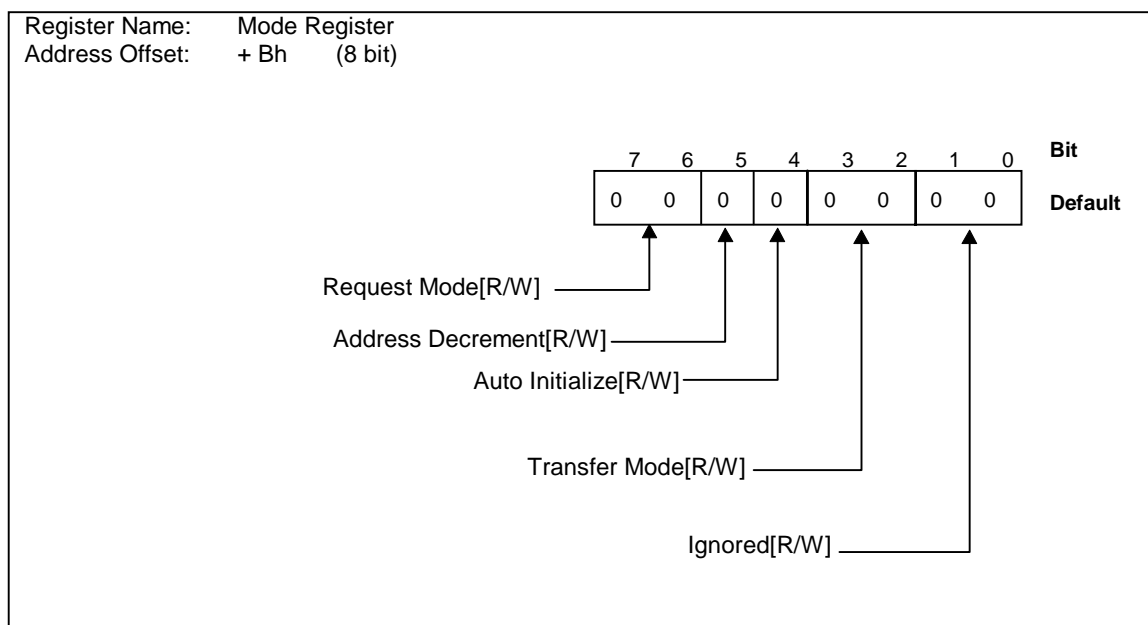 Register Name: Mode Register
Address Offset: + Bh (8 bit)
7 6 5 4 3 2 1 0 Bit
0 0 0 0 0 0 0 0 Default
Request Mode[R/W]
Address Decrement[R/W]
Auto Initialize[R/W]
Transfer Mode[R/W]
Ignored[R/W]